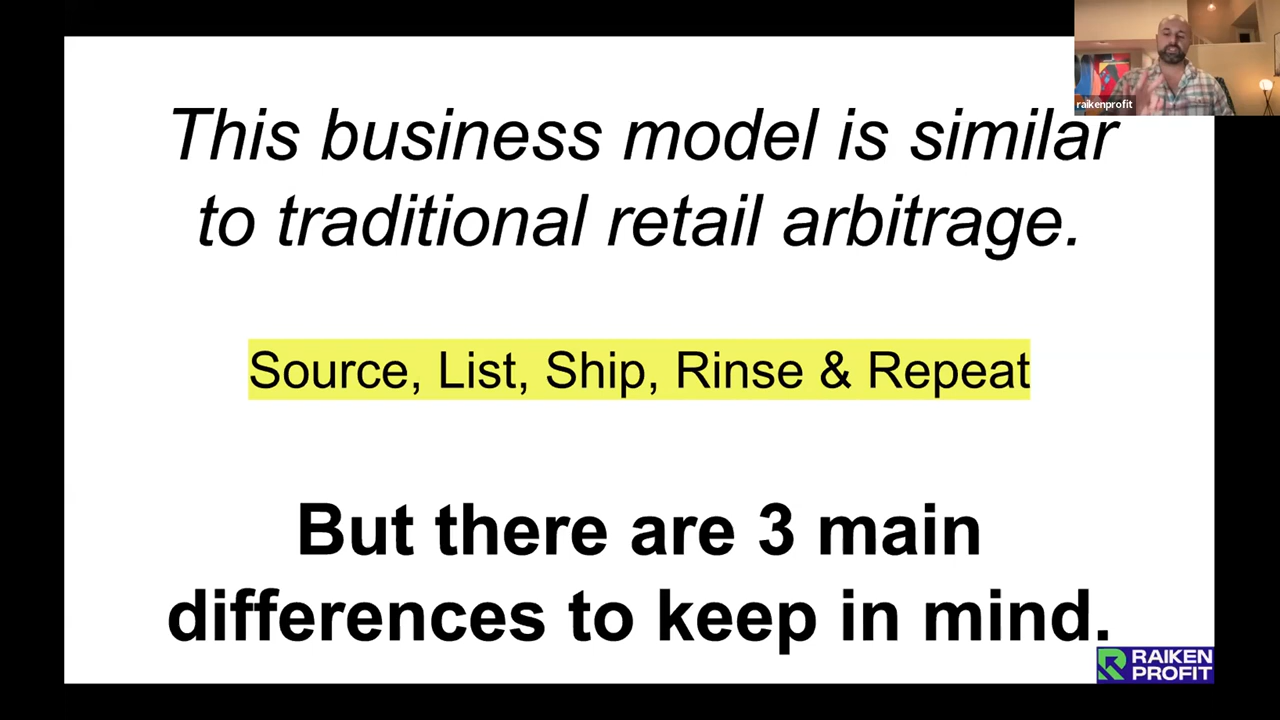 This business model is similar
to traditional retail arbitrage.
Source, List, Ship, Rinse & Repeat
But there are 3 main
differences to keep in mind.
raikenprofit
RAIKEN
PROFIT